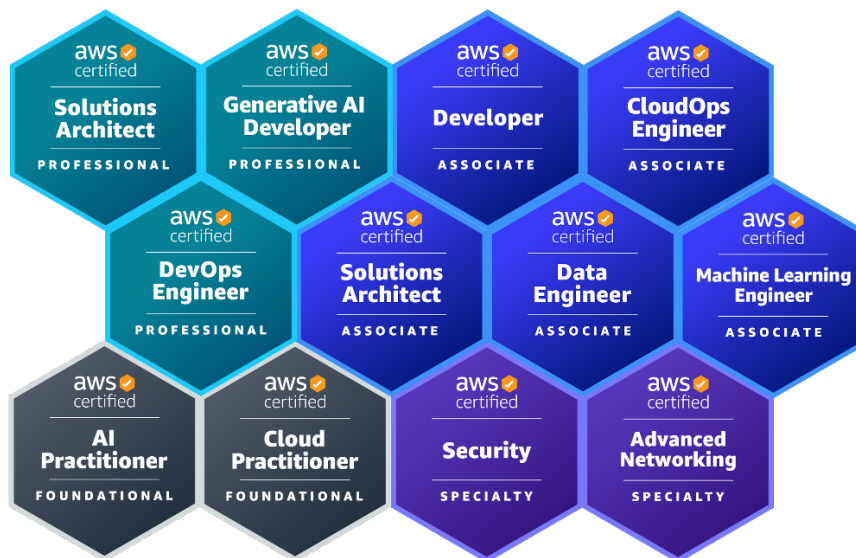 aws
certified
Solutions
Architect
PROFESSIONAL
aws
certified
Generative AI
Developer
PROFESSIONAL
aws
certified
Developer
ASSOCIATE
aws
certified
CloudOps
Engineer
ASSOCIATE
aws
certified
DevOps
Engineer
PROFESSIONAL
aws
certified
Solutions
Architect
ASSOCIATE
aws
certified
Data
Engineer
ASSOCIATE
aws
certified
Machine Learning
Engineer
ASSOCIATE
aws
certified
AI
Practitioner
FOUNDATIONAL
aws
certified
Cloud
Practitioner
FOUNDATIONAL
aws
certified
Security
SPECIALTY
aws
certified
Advanced
Networking
SPECIALTY